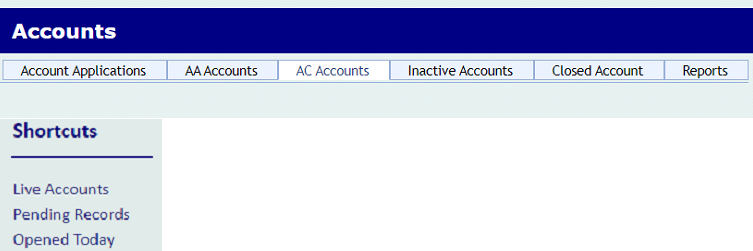 Accounts
Account Applications AA Accounts AC Accounts Inactive Accounts Closed Account Reports
Shortcuts
Live Accounts
Pending Records
Opened Today